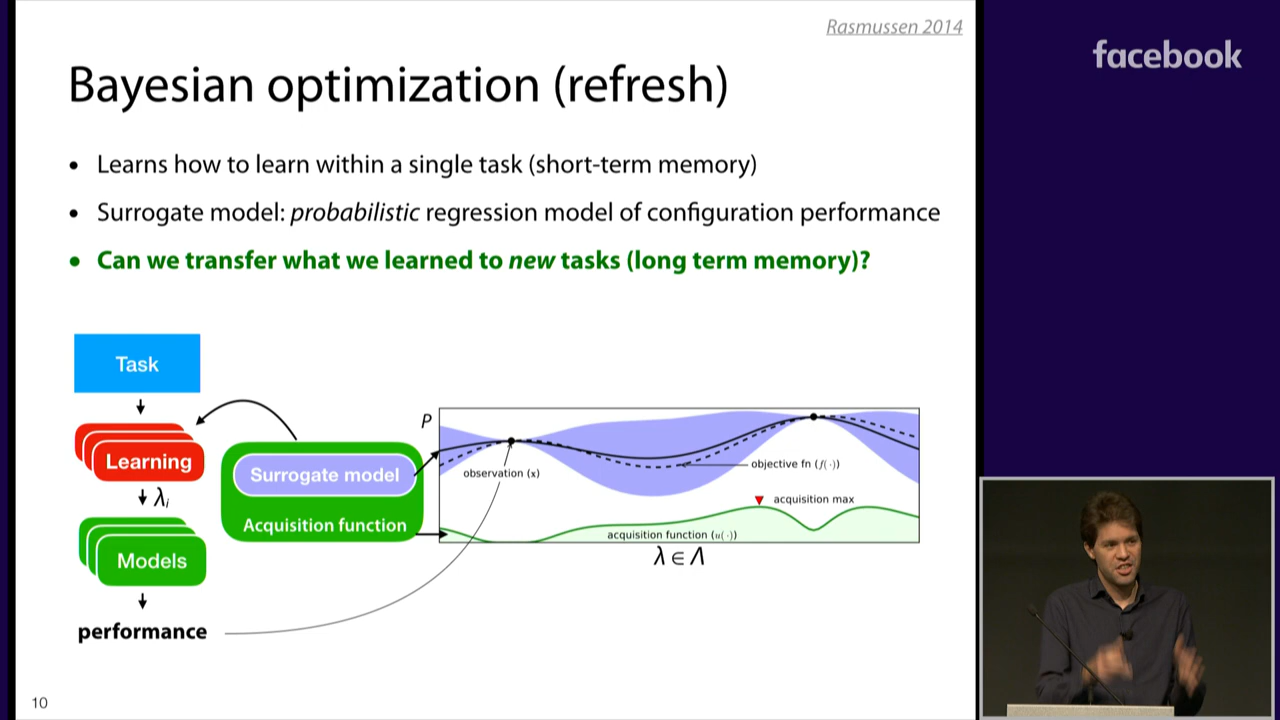 Rasmussen 2014
facebook
Bayesian optimization (refresh)
• Learns how to learn within a single task (short-term memory)
• Surrogate model: probabilistic regression model of configuration performance
• Can we transfer what we learned to new tasks (long term memory)?
Task
P
Learning
Surrogate model
observation (x)
objective fn (f(·))
λi
acquisition max
Acquisition function
acquisition function (u(·))
λ ∈ Λ
Models
performance
10